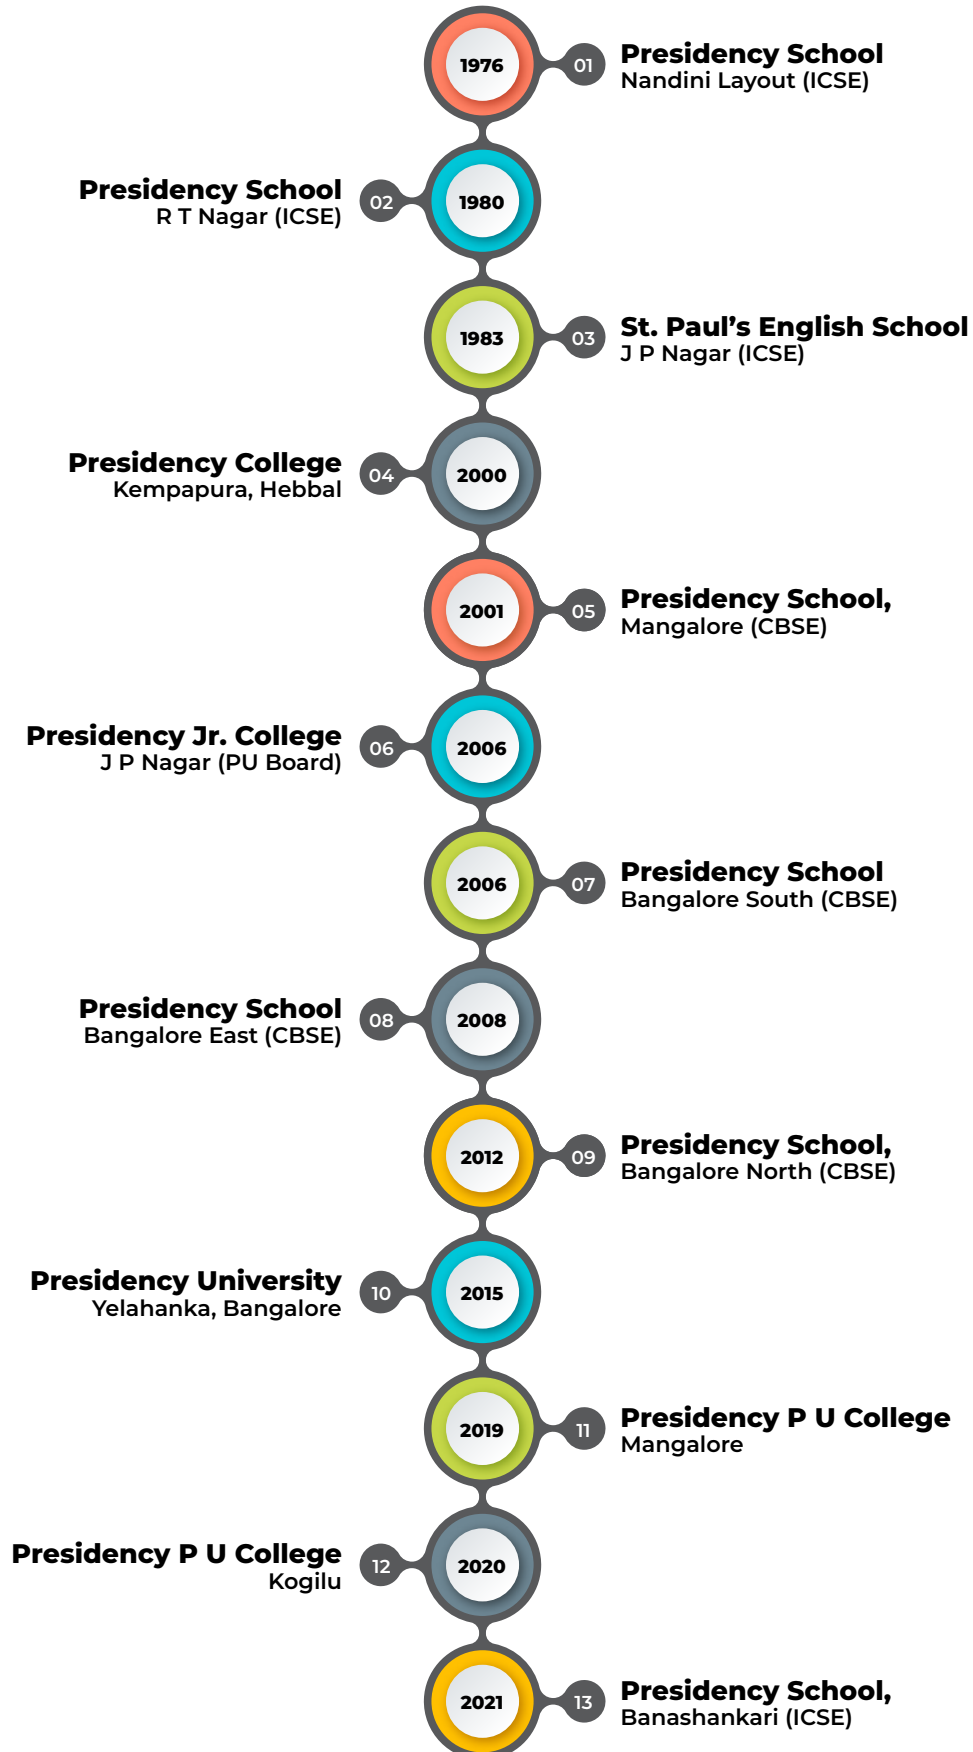 1976
01
Presidency School
Nandini Layout (ICSE)
Presidency School
R T Nagar (ICSE)
02
1980
1983
03
St. Paul’s English School
J P Nagar (ICSE)
Presidency College
Kempapura, Hebbal
04
2000
2001
05
Presidency School,
Mangalore (CBSE)
Presidency Jr. College
J P Nagar (PU Board)
06
2006
2006
07
Presidency School
Bangalore South (CBSE)
Presidency School
Bangalore East (CBSE)
08
2008
2012
09
Presidency School,
Bangalore North (CBSE)
Presidency University
Yelahanka, Bangalore
10
2015
2019
11
Presidency P U College
Mangalore
Presidency P U College
Kogilu
12
2020
2021
13
Presidency School,
Banashankari (ICSE)